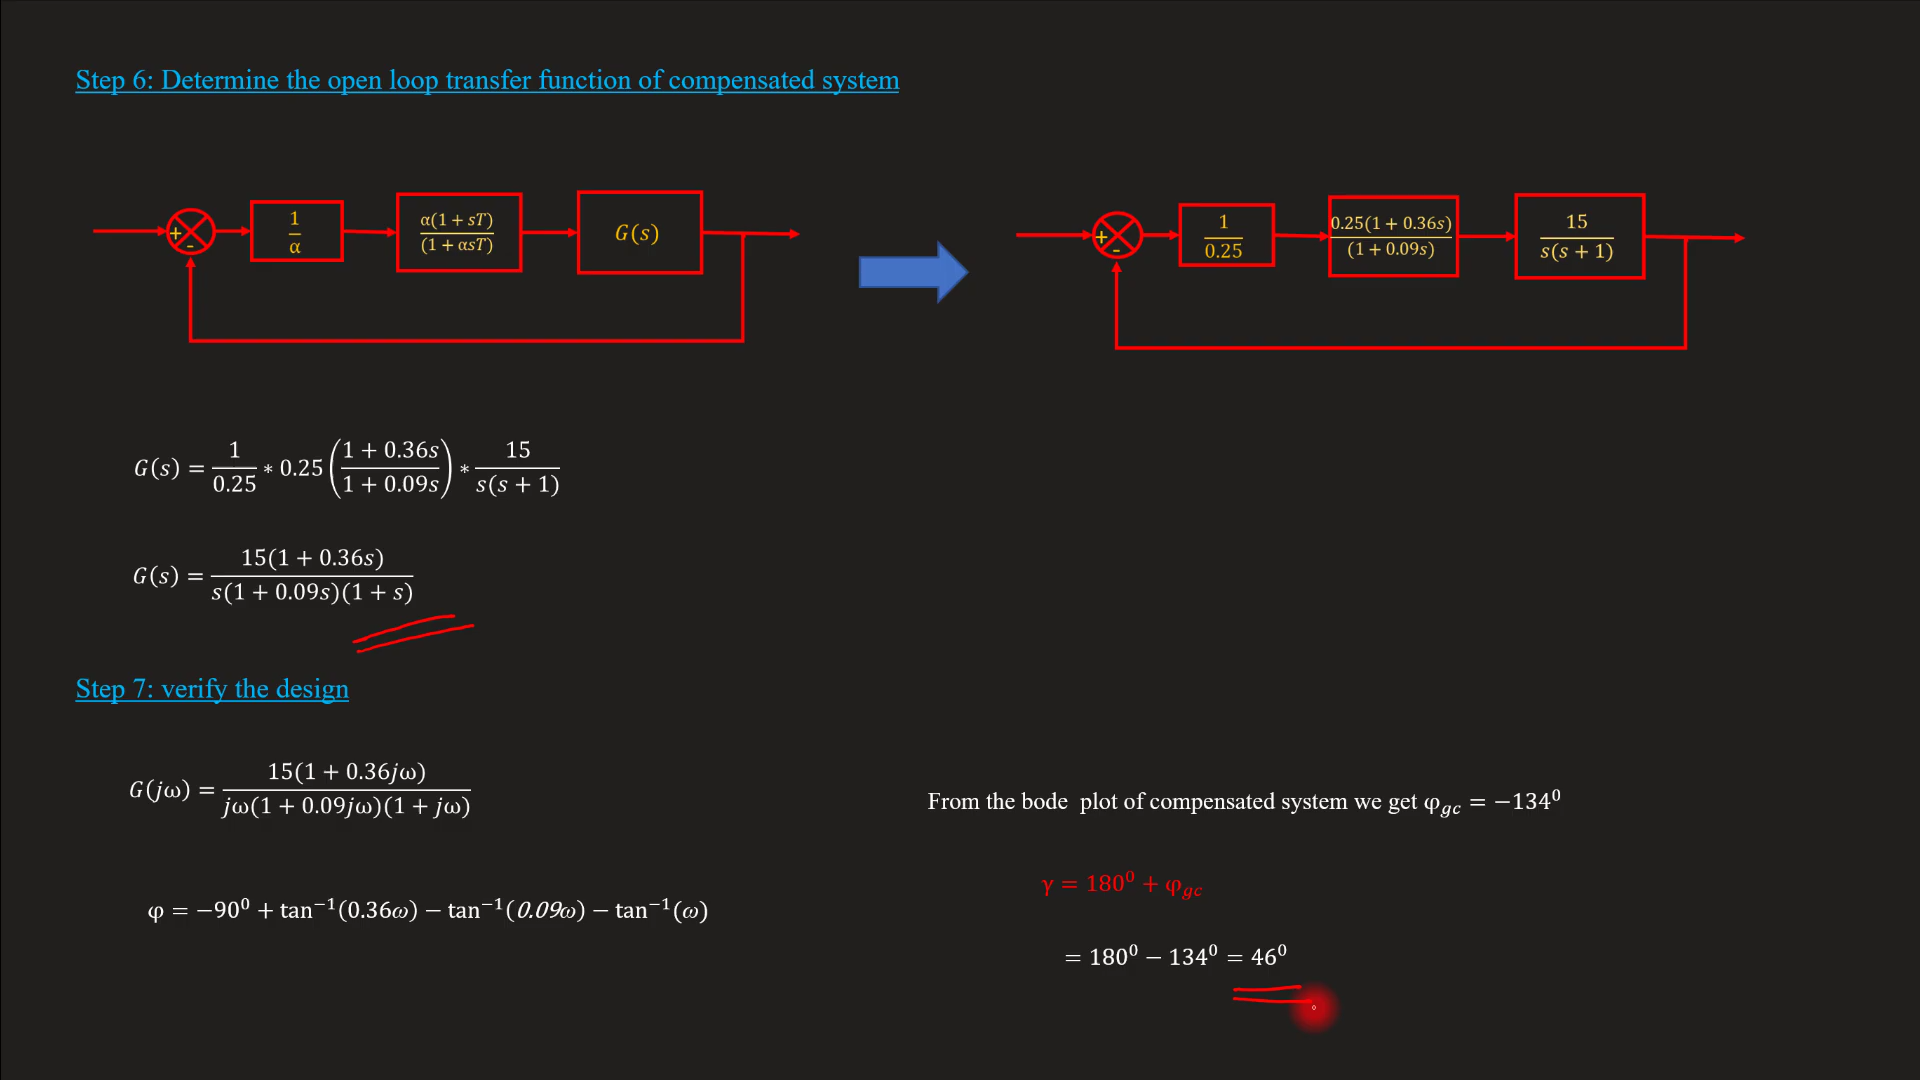 Step 6: Determine the open loop transfer function of compensated system
+ - 1/α α(1 + sT)/(1 + αsT) G(s)
+ - 1/0.25 0.25(1 + 0.36s)/(1 + 0.09s) 15/s(s + 1)
G(s) = 1/0.25 * 0.25 ((1 + 0.36s)/(1 + 0.09s)) * 15/s(s + 1)
G(s) = 15(1 + 0.36s)/s(1 + 0.09s)(1 + s)
Step 7: verify the design
G(jω) = 15(1 + 0.36jω)/jω(1 + 0.09jω)(1 + jω)
φ = −90⁰ + tan⁻¹(0.36ω) − tan⁻¹(0.09ω) − tan⁻¹(ω)
From the bode plot of compensated system we get φgc = −134⁰
γ = 180⁰ + φgc
= 180⁰ − 134⁰ = 46⁰